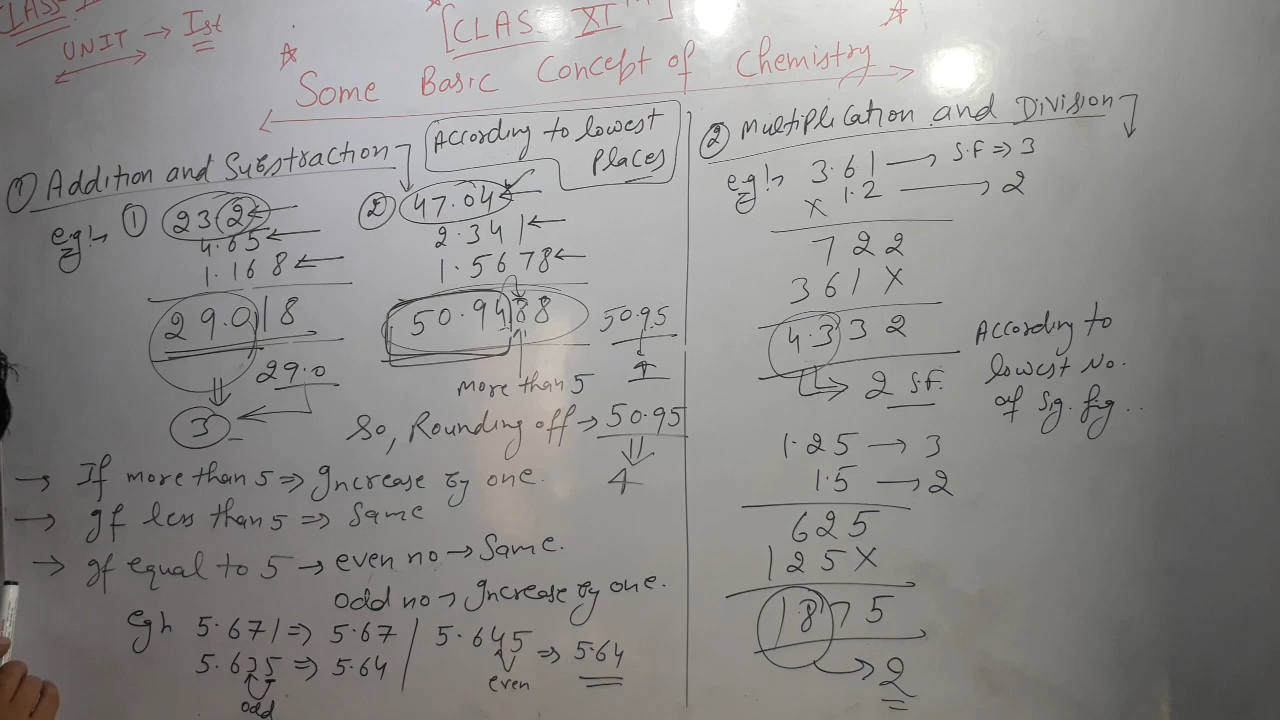 UNIT → Ist
[CLASS XIth]
Some Basic Concept of Chemistry
① Addition and Substraction
According to lowest
Places
eg:- ① 23.2
4.65
1.168
29.018
29.0
3
② 47.04
2.341
1.5678
50.9488
50.95
4
more than 5
So, Rounding off → 50.95
4
→ If more than 5 ⇒ Increase by one.
→ If less than 5 ⇒ Same
→ If equal to 5 → even no → Same.
odd no → Increase by one.
Eg:- 5.671 ⇒ 5.67
5.635 ⇒ 5.64
odd
5.645 ⇒ 5.64
even
② Multiplication and Division
eg:- 3.61 → S.F ⇒ 3
x 1.2 → 2
722
361X
4.332
2 S.F.
According to
lowest No.
of Sig. fig..
1.25 → 3
1.5 → 2
625
125X
1.875
2